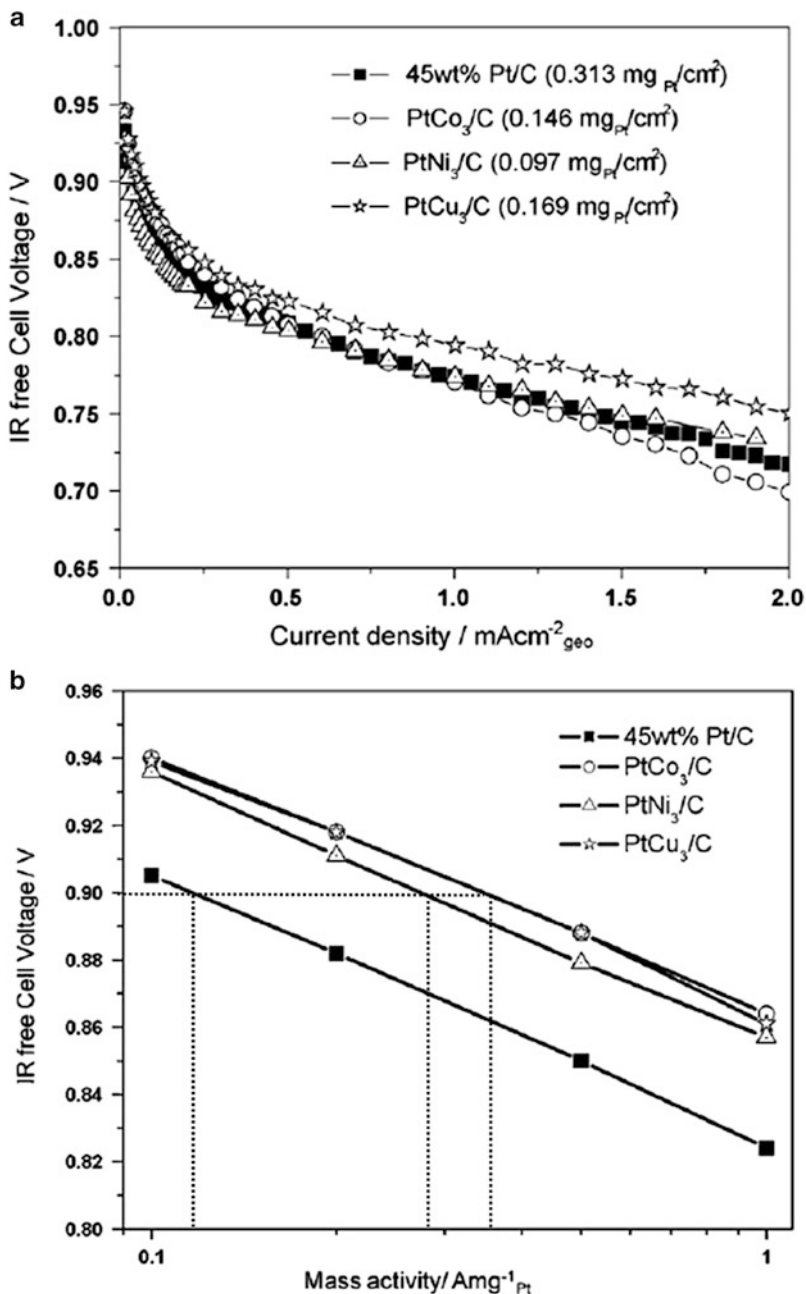 a
1.00
0.95
0.90
0.85
0.80
0.75
0.70
0.65
IR free Cell Voltage / V
45wt% Pt/C (0.313 mg Pt/cm²)
PtCo₃/C (0.146 mgPt/cm²)
PtNi₃/C (0.097 mgPt/cm²)
PtCu₃/C (0.169 mgPt/cm²)
0.0 0.5 1.0 1.5 2.0
Current density / mAcm⁻²geo
b
0.96
0.94
0.92
0.90
0.88
0.86
0.84
0.82
0.80
IR free Cell Voltage / V
45wt% Pt/C
PtCo₃/C
PtNi₃/C
PtCu₃/C
0.1 1
Mass activity/ Amg⁻¹Pt